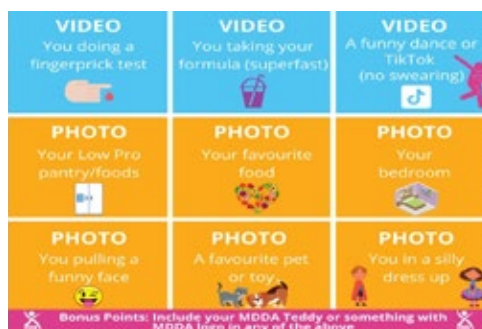 VIDEO
You doing a
fingerprick test
VIDEO
You taking your
formula (superfast)
VIDEO
A funny dance or
TikTok
(no swearing)
PHOTO
Your Low Pro
pantry/foods
PHOTO
Your favourite
food
PHOTO
Your
bedroom
PHOTO
You pulling a
funny face
PHOTO
A favourite pet
or toy
PHOTO
You in a silly
dress up
Bonus Points: Include your MDDA Teddy or something with
MDDA logo in any of the above